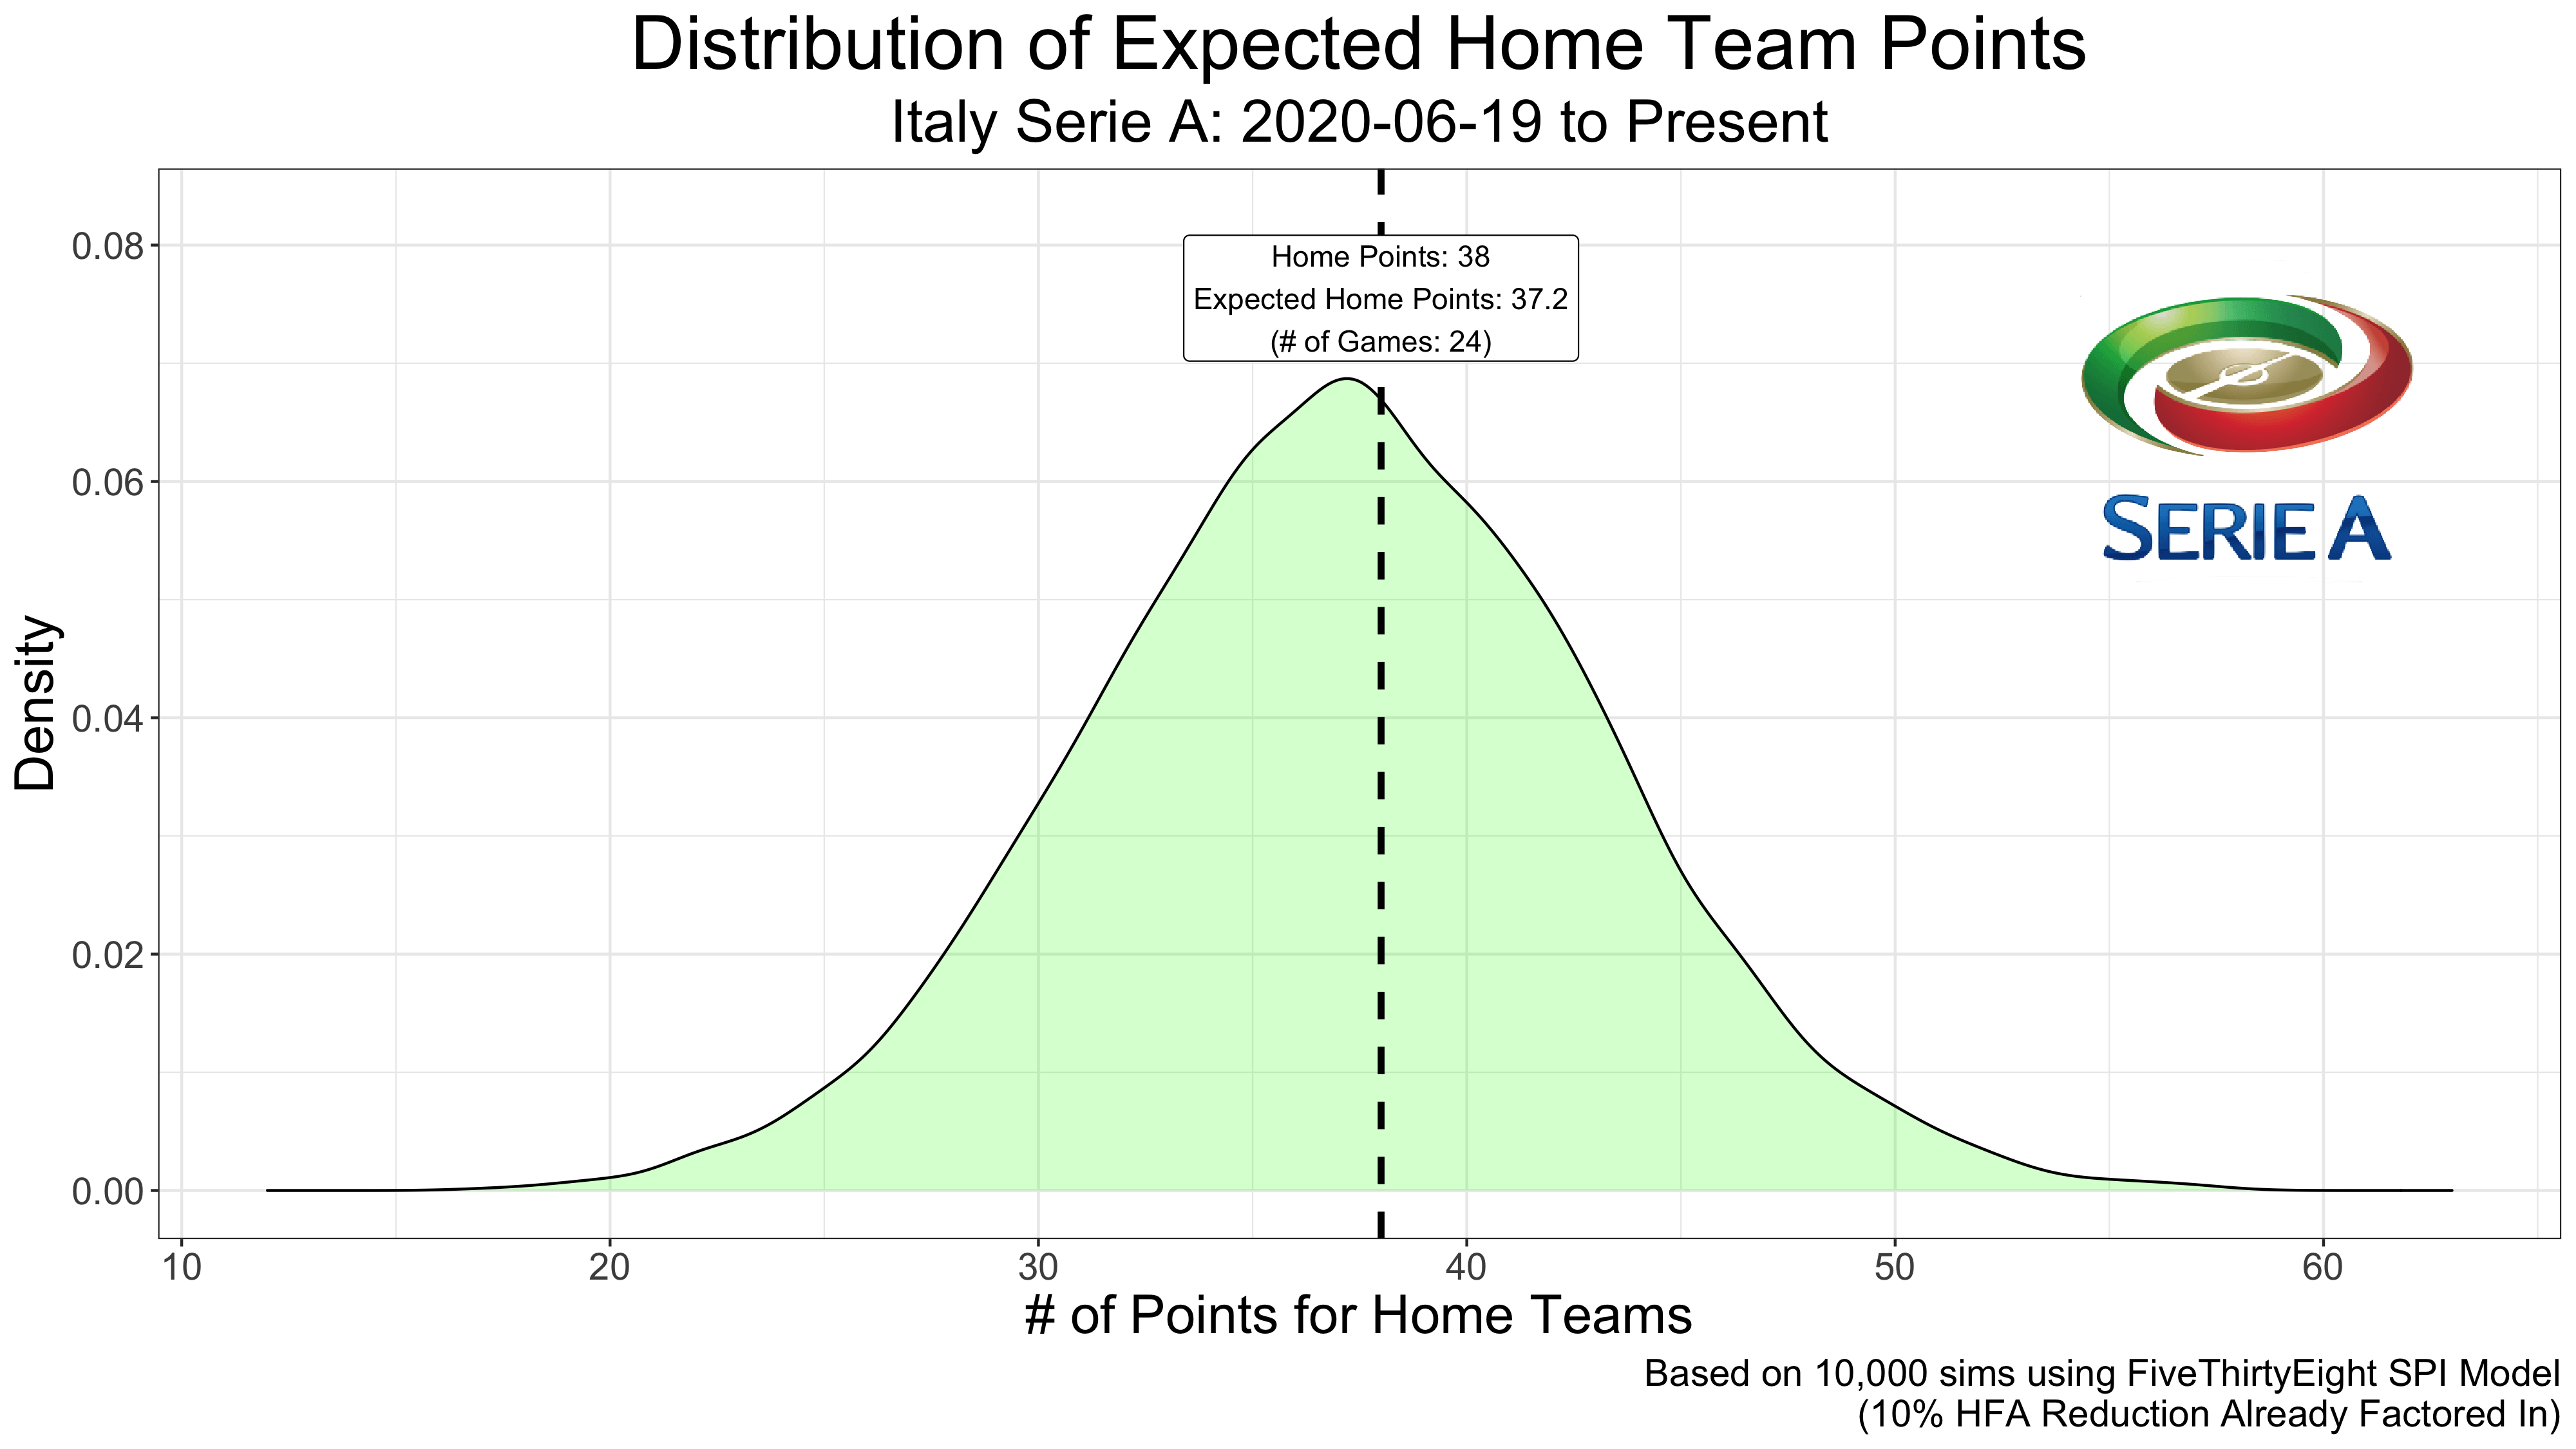 Distribution of Expected Home Team Points
Italy Serie A: 2020-06-19 to Present
Home Points: 38
Expected Home Points: 37.2
(# of Games: 24)
SERIE A
Density
0.08
0.06
0.04
0.02
0.00
10 20 30 40 50 60
# of Points for Home Teams
Based on 10,000 sims using FiveThirtyEight SPI Model
(10% HFA Reduction Already Factored In)